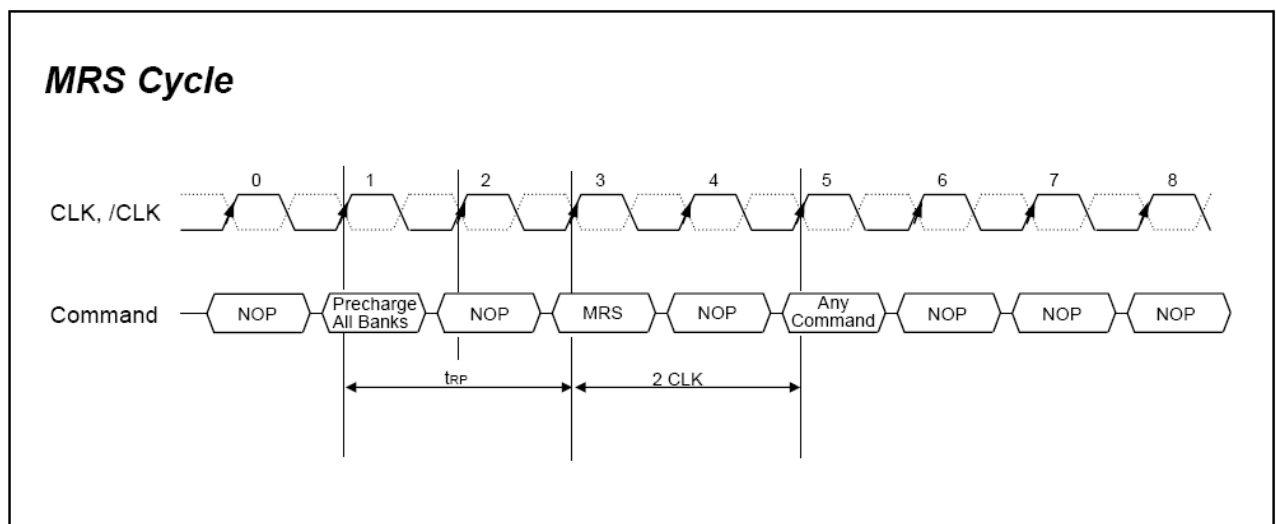 MRS Cycle
0 1 2 3 4 5 6 7 8
CLK, /CLK
Command
NOP
Precharge
All Banks
NOP
MRS
NOP
Any
Command
NOP
NOP
NOP
tRP
2 CLK